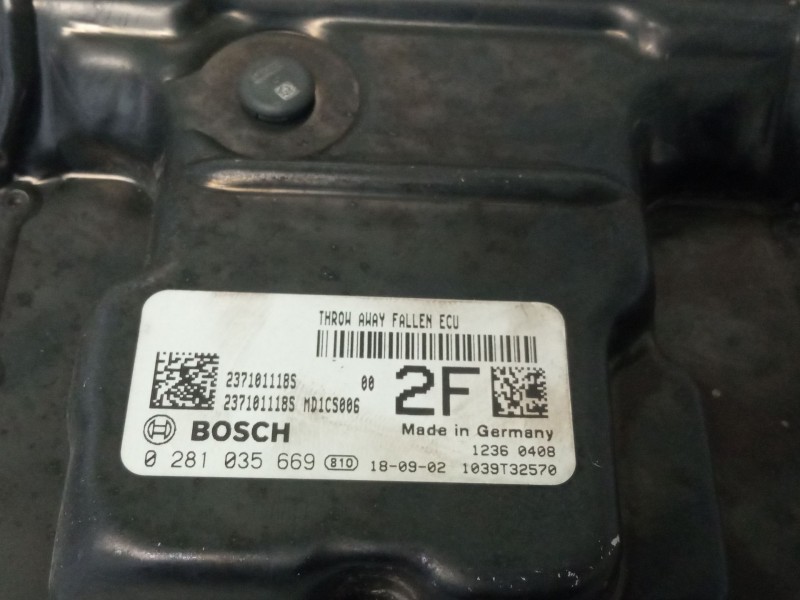 THROW AWAY FALLEN ECU
237101118S 00
237101118S MD1CS006
2F
BOSCH
Made in Germany
1236 0408
0 281 035 669 810 18-09-02 1039T32570